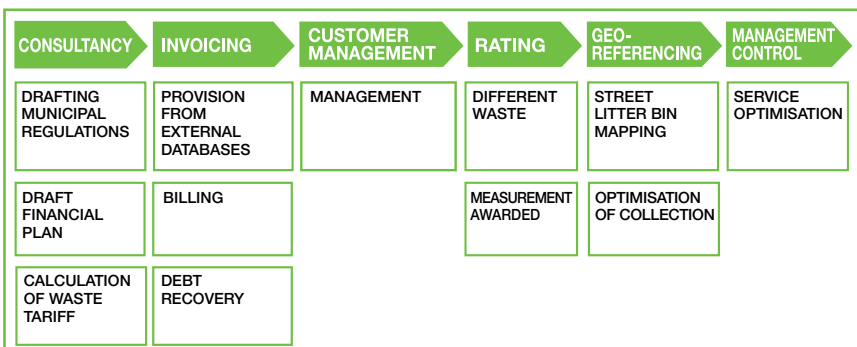 CONSULTANCY
INVOICING
CUSTOMER
MANAGEMENT
RATING
GEO-
REFERENCING
MANAGEMENT
CONTROL
DRAFTING
MUNICIPAL
REGULATIONS
PROVISION
FROM
EXTERNAL
DATABASES
MANAGEMENT
DIFFERENT
WASTE
STREET
LITTER BIN
MAPPING
SERVICE
OPTIMISATION
DRAFT
FINANCIAL
PLAN
BILLING
MEASUREMENT
AWARDED
OPTIMISATION
OF COLLECTION
CALCULATION
OF WASTE
TARIFF
DEBT
RECOVERY